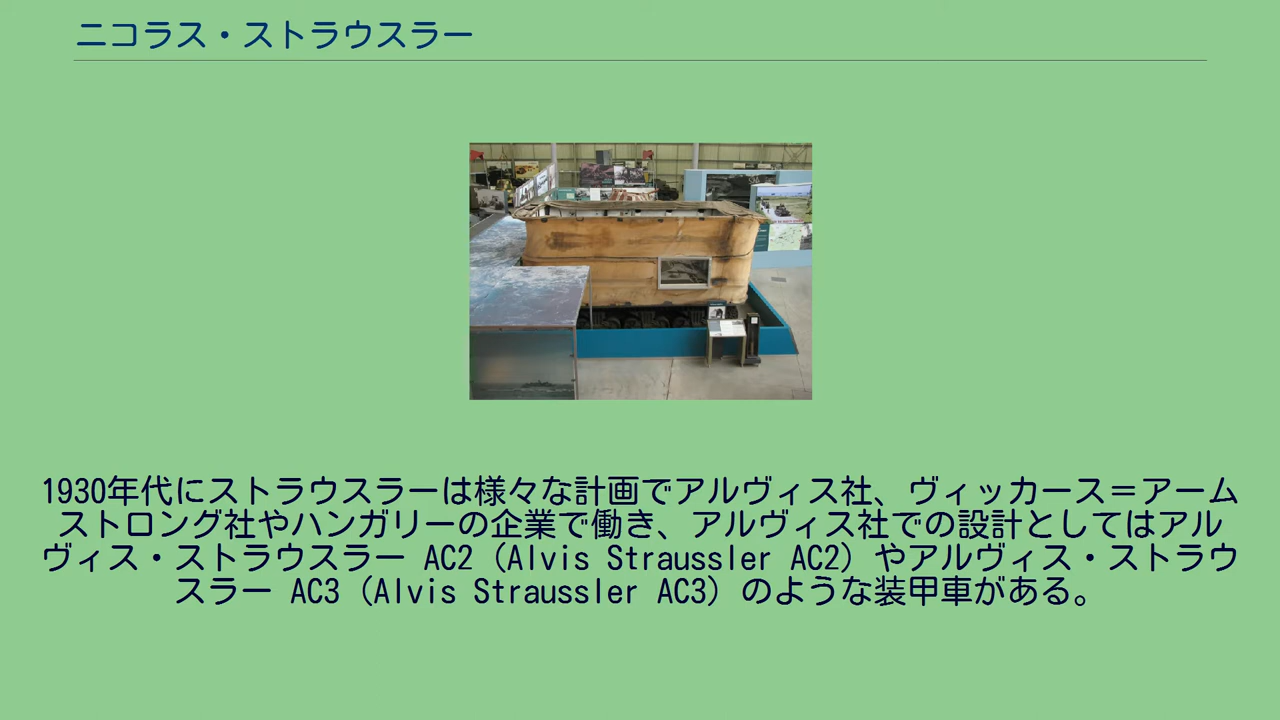 ニコラス・ストラウスラー
1930年代にストラウスラーは様々な計画でアルヴィス社、ヴィッカース＝アーム
ストロング社やハンガリーの企業で働き、アルヴィス社での設計としてはアル
ヴィス・ストラウスラー AC2（Alvis Straussler AC2）やアルヴィス・ストラウ
スラー AC3（Alvis Straussler AC3）のような装甲車がある。